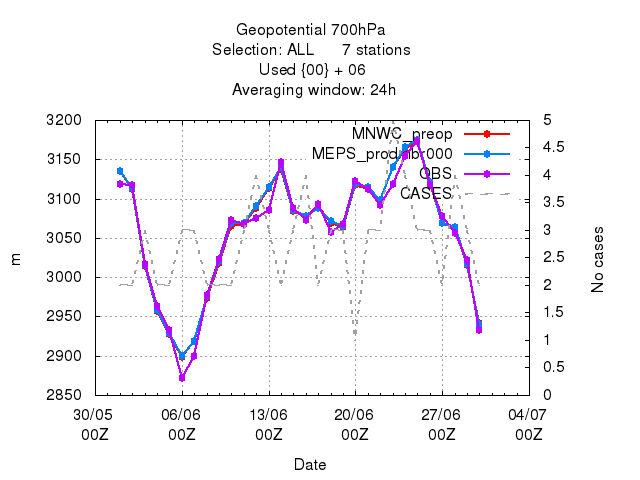 Geopotential 700hPa
Selection: ALL 7 stations
Used {00} + 06
Averaging window: 24h
3200
3150
3100
3050
3000
2950
2900
2850
m
MNWC_preop
MEPS_prod
000
OBS
CASES
5
4.5
4
3.5
3
2.5
2
1.5
1
0.5
0
No cases
30/05 06/06 13/06 20/06 27/06 04/07
00Z 00Z 00Z 00Z 00Z 00Z
Date